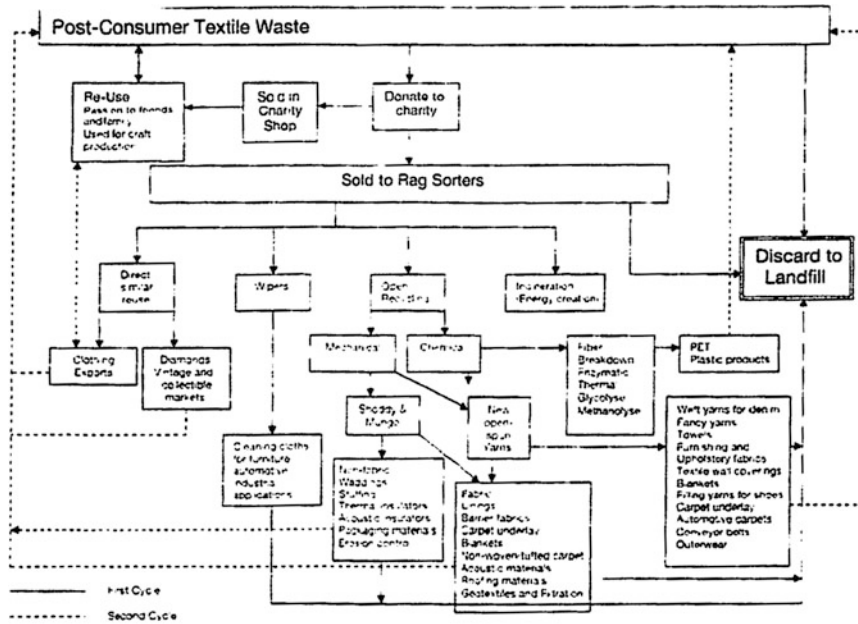 Post-Consumer Textile Waste
Re-Use
Pass on to friends
and family
Used for craft
production
Sold in
Charity
Shop
Donate to
charity
Sold to Rag Sorters
Discard to
Landfill
Direct
similar
reuse
Wipers
Open
Recycling
Incineration
(Energy creation)
Clothing
Exports
Diamonds
Vintage and
collectible
markets
Mechanical
Chemical
Fiber
Breakdown
Enzymatic
Thermal
Glycolyse
Methanolyse
PET
Plastic products
Shoddy &
Mungo
New
open-
spun
Yarns
Cleaning cloths
for furniture
automotive
industrial
applications
Non-fabric
Waddings
Stuffing
Thermal insulators
Acoustic insulators
Packaging materials
Erosion control
Fabric
Linings
Barrier fabrics
Carpet underlay
Blankets
Non-woven/tufted carpet
Acoustic materials
Roofing materials
Geotextiles and Filtration
Weft yarns for denim
Fancy yarns
Towels
Furnishing and
Upholstery fabrics
Textile wall coverings
Blankets
Filling yarns for shoes
Carpet underlay
Automotive carpets
Conveyor belts
Outerwear
First Cycle
Second Cycle